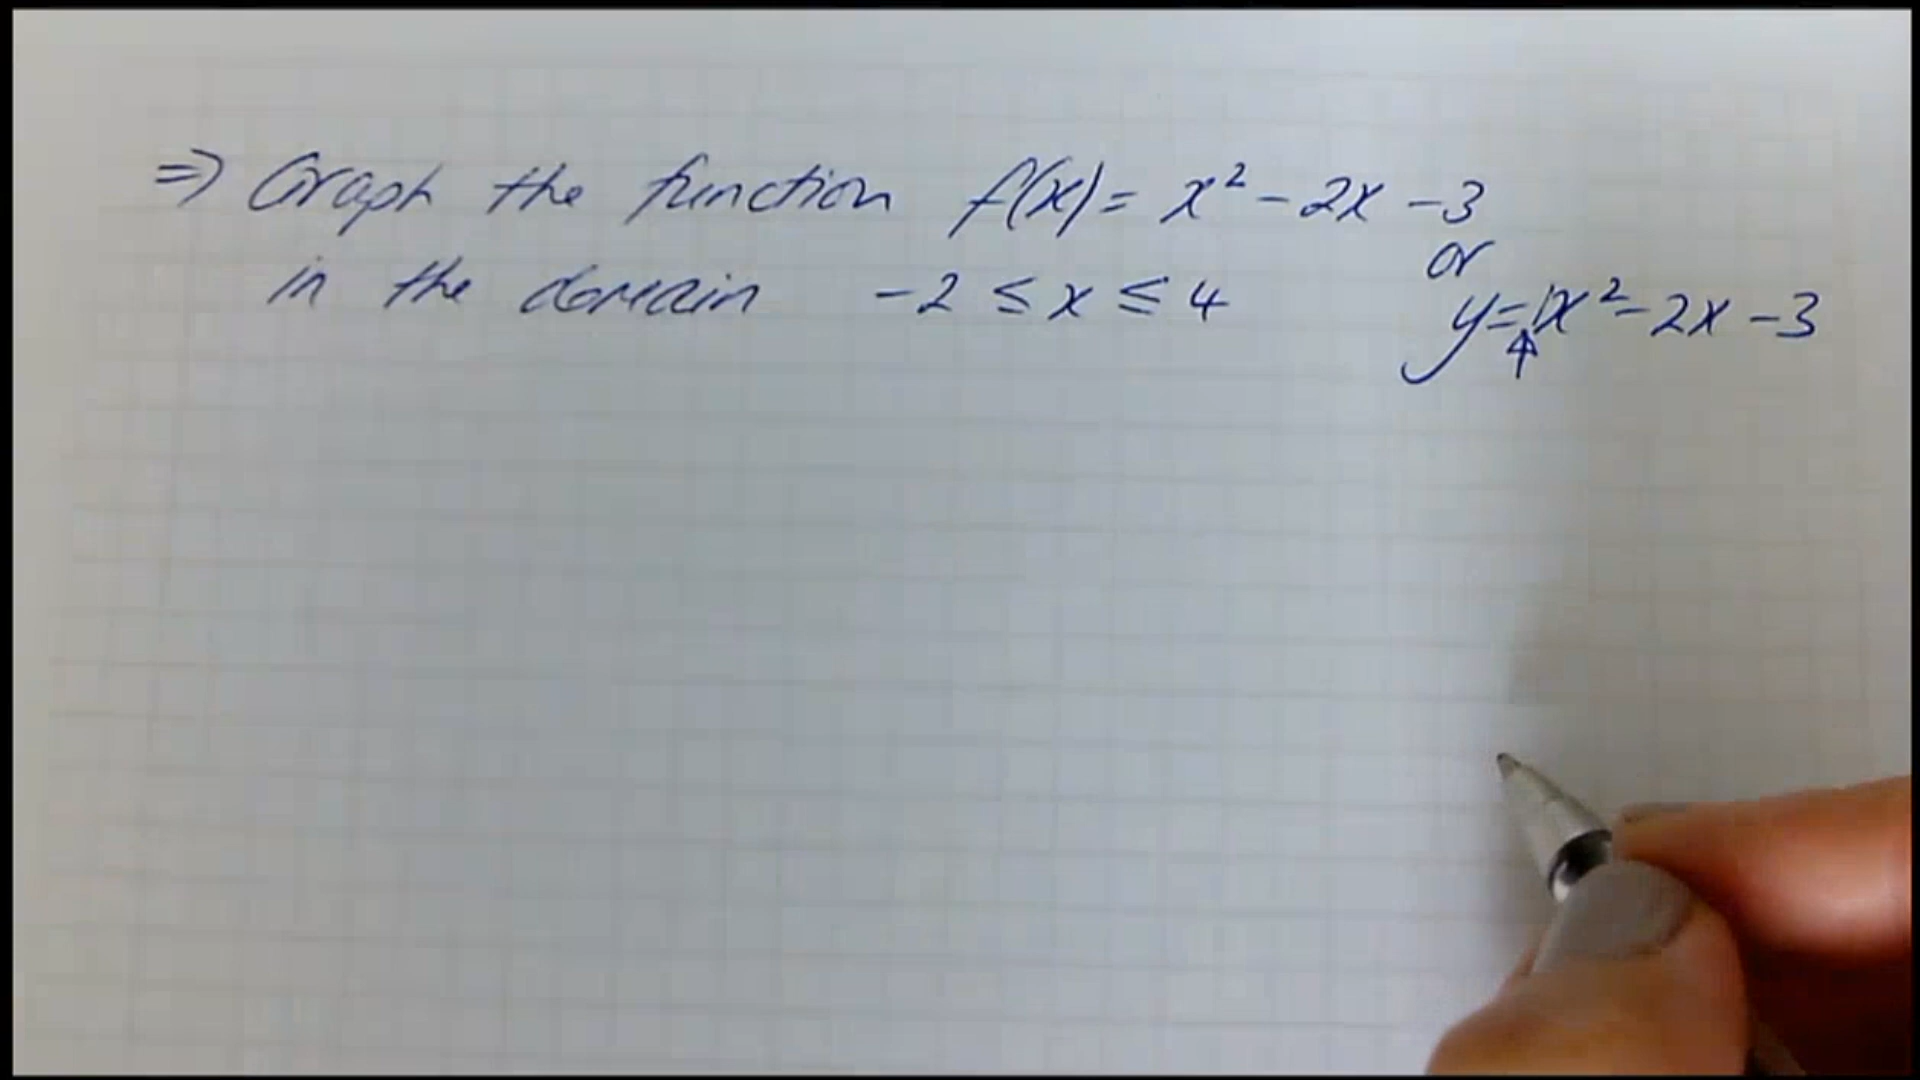 ⇒ Graph the function f(x) = x² - 2x - 3
or
in the domain -2 ≤ x ≤ 4
y = 1x² - 2x - 3
↑